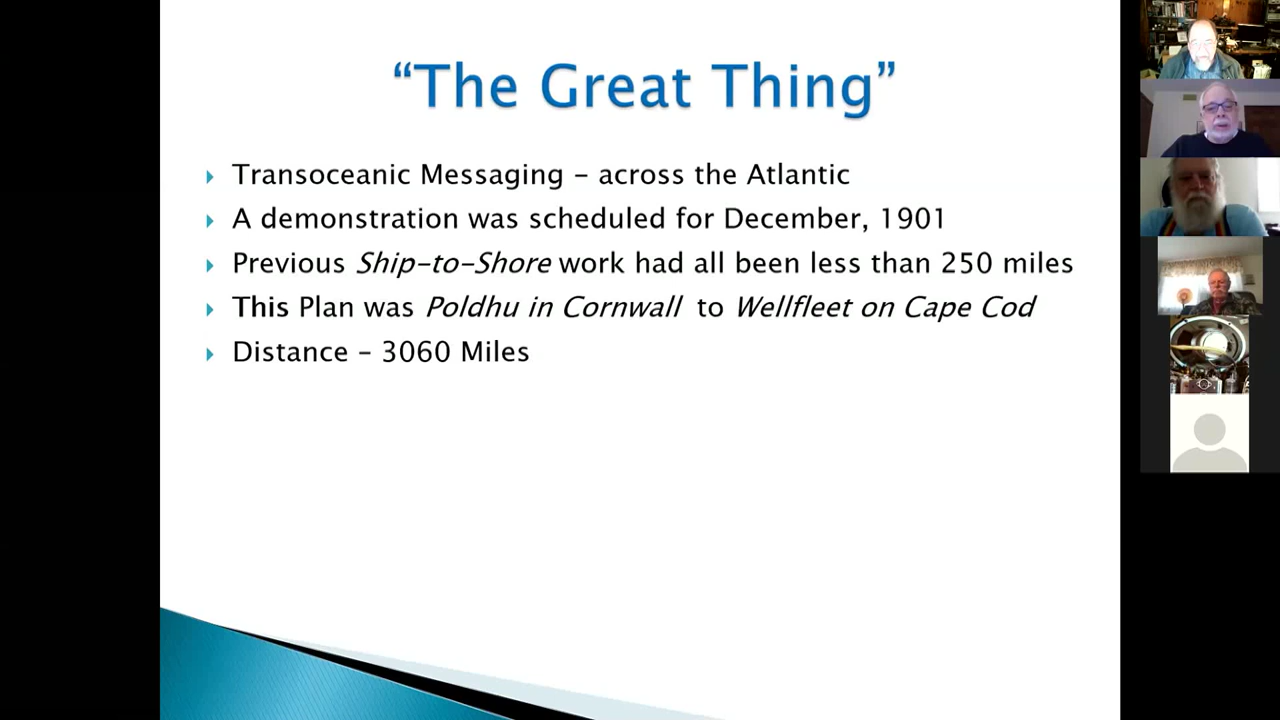 “The Great Thing”
Transoceanic Messaging – across the Atlantic
A demonstration was scheduled for December, 1901
Previous Ship-to-Shore work had all been less than 250 miles
This Plan was Poldhu in Cornwall to Wellfleet on Cape Cod
Distance – 3060 Miles